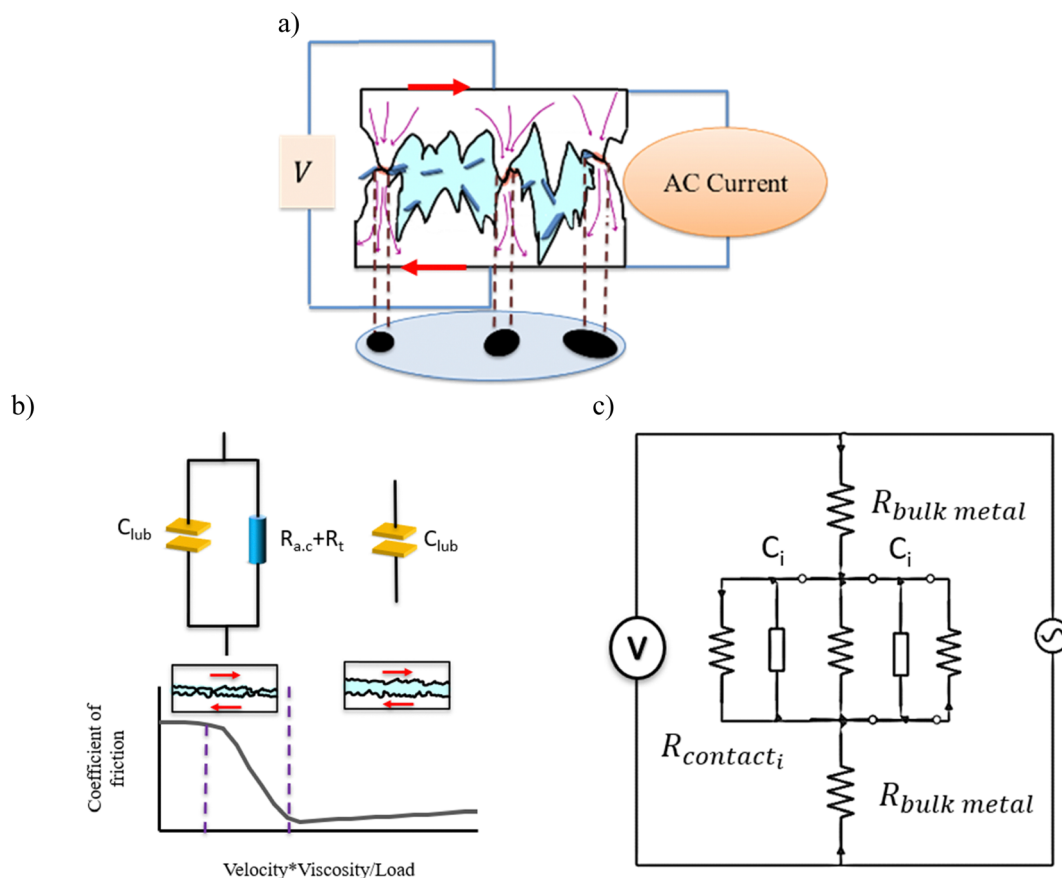 a)
V
AC Current
b)
c)
C_lub
R_a.c+R_t
C_lub
Coefficient of
friction
Velocity*Viscosity/Load
R_bulk metal
C_i
C_i
V
R_contact_i
R_bulk metal